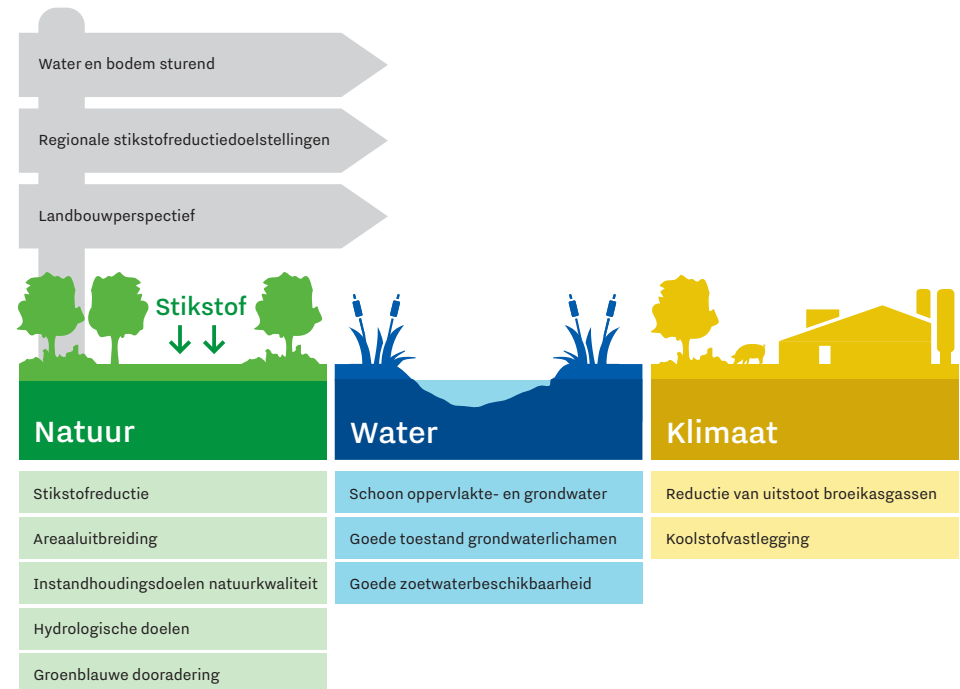 Water en bodem sturend
Regionale stikstofreductiedoelstellingen
Landbouwperspectief
Stikstof
Natuur
Stikstofreductie
Areaaluitbreiding
Instandhoudingsdoelen natuurkwaliteit
Hydrologische doelen
Groenblauwe dooradering
Water
Schoon oppervlakte- en grondwater
Goede toestand grondwaterlichamen
Goede zoetwaterbeschikbaarheid
Klimaat
Reductie van uitstoot broeikasgassen
Koolstofvastlegging